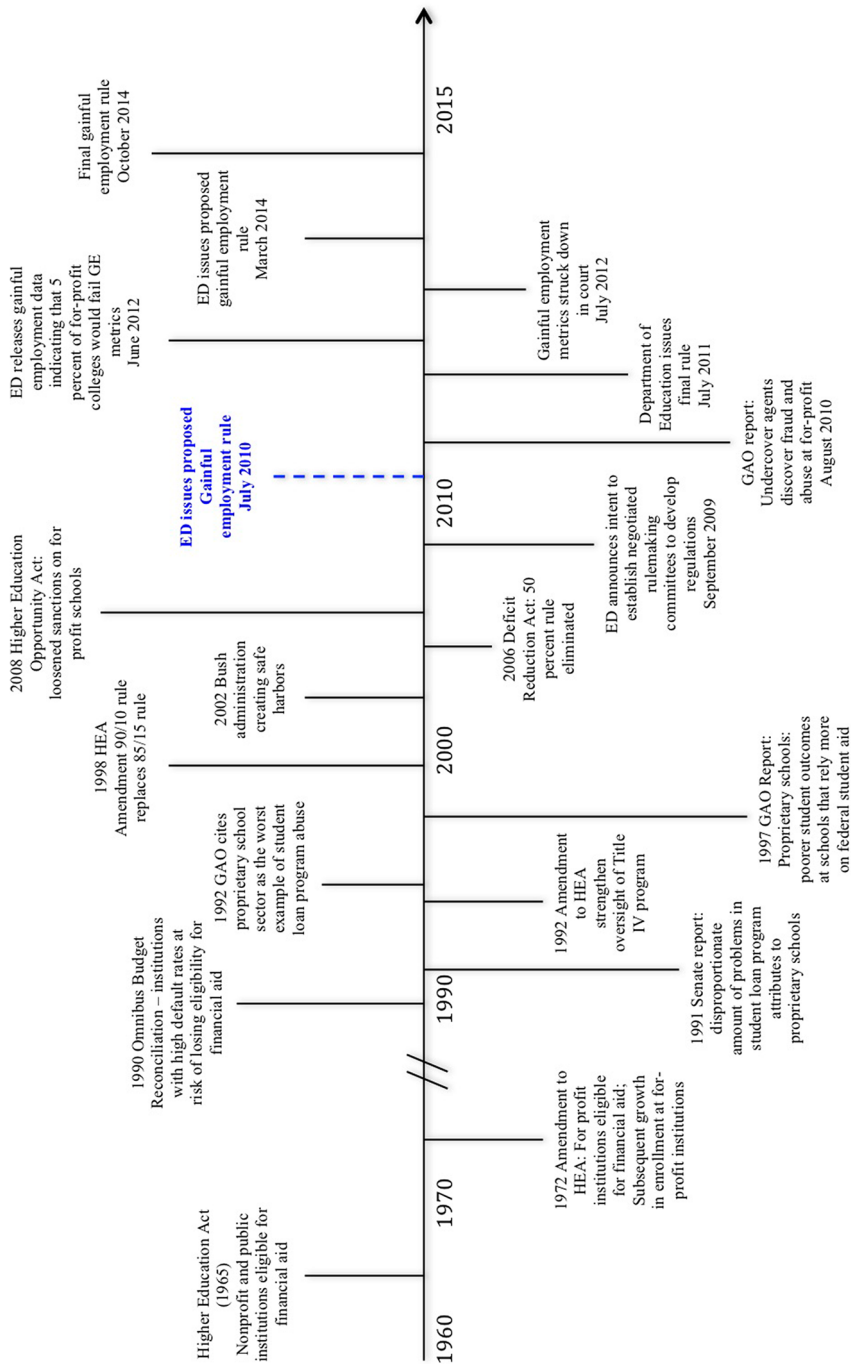 Higher Education Act
(1965)
Nonprofit and public
institutions eligible for
financial aid
1990 Omnibus Budget
Reconciliation – institutions
with high default rates at
risk of losing eligibility for
financial aid
1992 GAO cites
proprietary school
sector as the worst
example of student
loan program abuse
1998 HEA
Amendment 90/10 rule
replaces 85/15 rule
2002 Bush
administration
creating safe
harbors
2008 Higher Education
Opportunity Act:
loosened sanctions on for
profit schools
ED issues proposed
Gainful
employment rule
July 2010
ED releases gainful
employment data
indicating that 5
percent of for-profit
colleges would fail GE
metrics
June 2012
ED issues proposed
gainful employment
rule
March 2014
Final gainful
employment rule
October 2014
1960
1970
1990
2000
2010
2015
1972 Amendment to
HEA: For profit
institutions eligible
for financial aid;
Subsequent growth
in enrollment at for-
profit institutions
1991 Senate report:
disproportionate
amount of problems in
student loan program
attributes to
proprietary schools
1992 Amendment
to HEA
strengthen
oversight of Title
IV program
1997 GAO Report:
Proprietary schools:
poorer student outcomes
at schools that rely more
on federal student aid
2006 Deficit
Reduction Act: 50
percent rule
eliminated
ED announces intent to
establish negotiated
rulemaking
committees to develop
regulations
September 2009
GAO report:
Undercover agents
discover fraud and
abuse at for-profit
August 2010
Department of
Education issues
final rule
July 2011
Gainful employment
metrics struck down
in court
July 2012